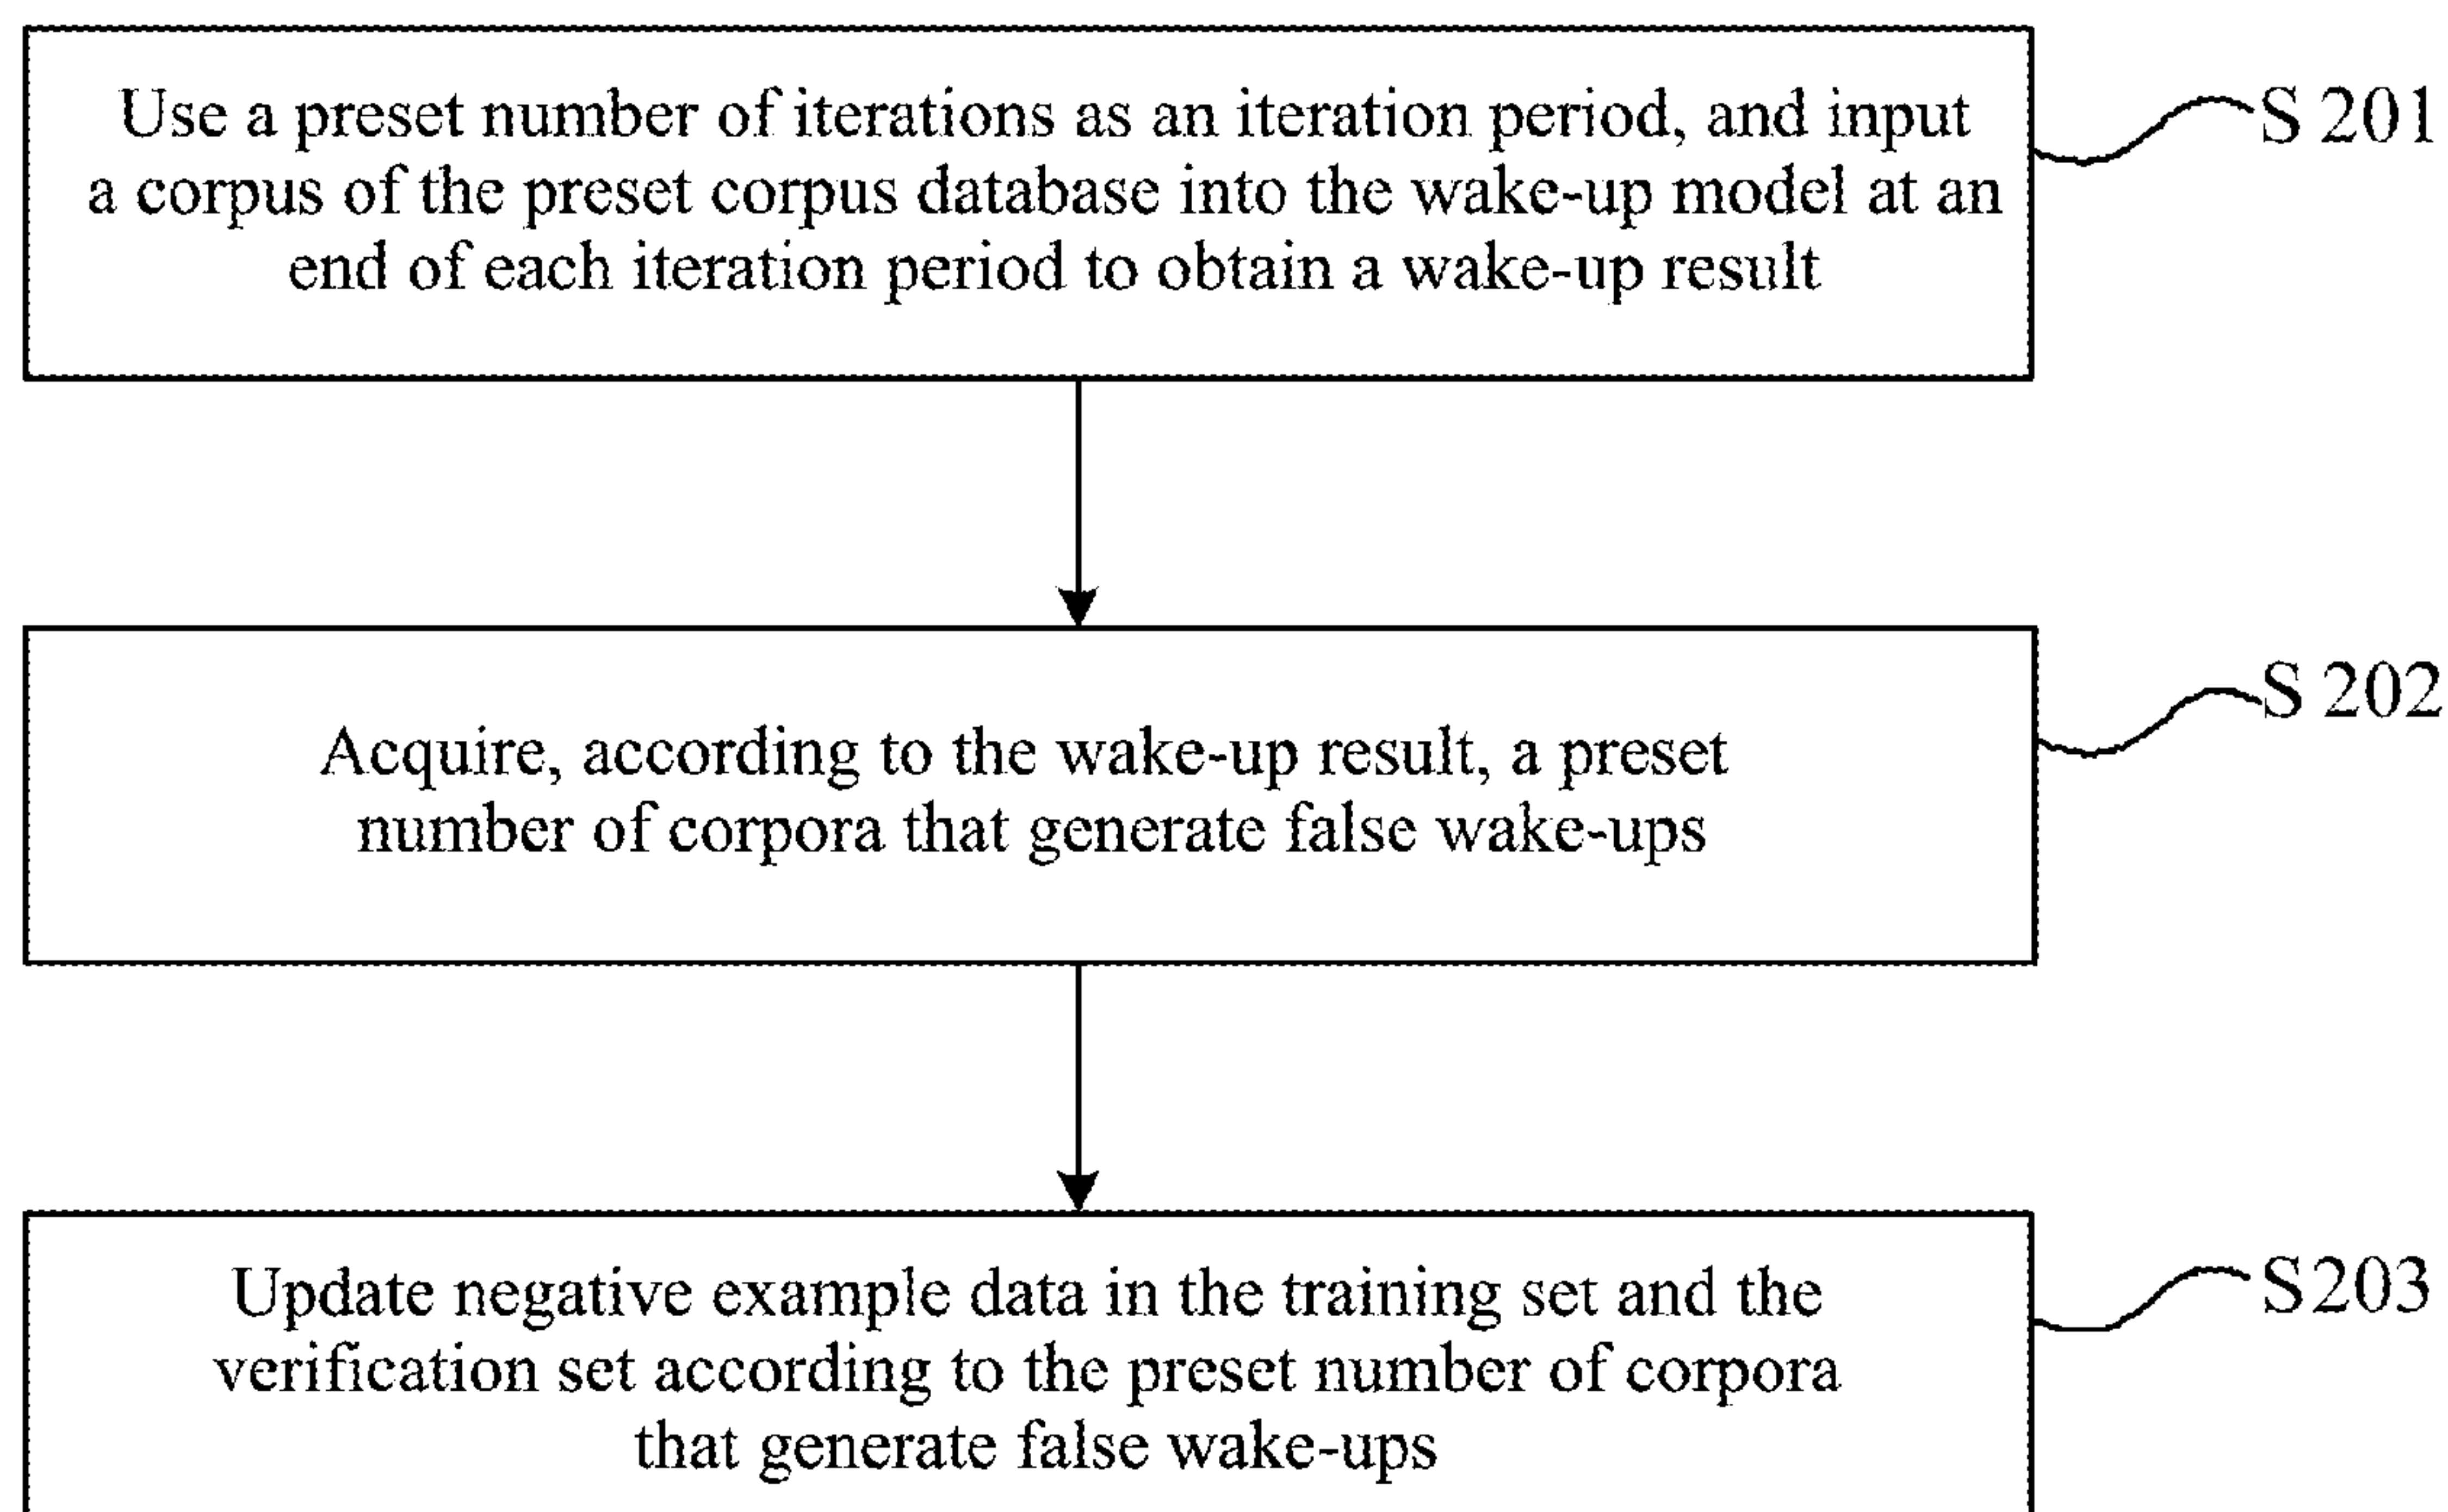 Use a preset number of iterations as an iteration period, and input
a corpus of the preset corpus database into the wake-up model at an
end of each iteration period to obtain a wake-up result
S 201
Acquire, according to the wake-up result, a preset
number of corpora that generate false wake-ups
S 202
Update negative example data in the training set and the
verification set according to the preset number of corpora
that generate false wake-ups
S203